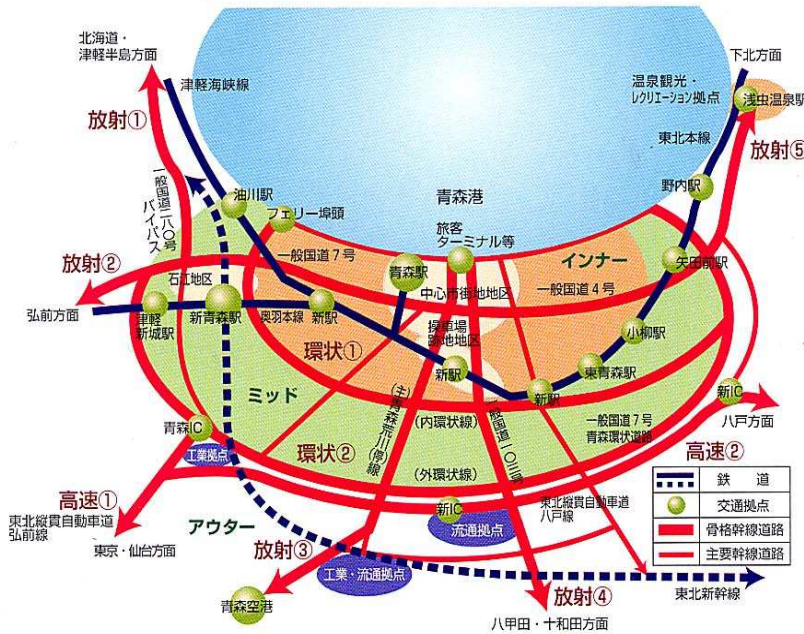 北海道・
津軽半島方面
津軽海峡線
放射①
一般国道二八〇号
バイパス
油川駅
フェリー埠頭
青森港
旅客
ターミナル等
下北方面
温泉観光・
レクリエーション拠点
浅虫温泉駅
東北本線
放射⑤
野内駅
矢田前駅
インナー
一般国道7号
一般国道4号
青森駅
中心市街地地区
放射②
石江地区
弘前方面
津軽
新城駅
新青森駅
奥羽本線
新駅
操車場
跡地地区
環状①
小柳駅
東青森駅
新駅
新駅
ミッド
(主)青森荒川停線
(内環状線)
一般国道一〇三号
一般国道7号
青森環状道路
新IC
八戸方面
高速②
青森IC
工業拠点
環状②
(外環状線)
高速①
東北縦貫自動車道
弘前線
アウター
東京・仙台方面
新IC
流通拠点
東北縦貫自動車道
八戸線
放射③
工業・流通拠点
青森空港
放射④
八甲田・十和田方面
東北新幹線
鉄 道
交通拠点
骨格幹線道路
主要幹線道路